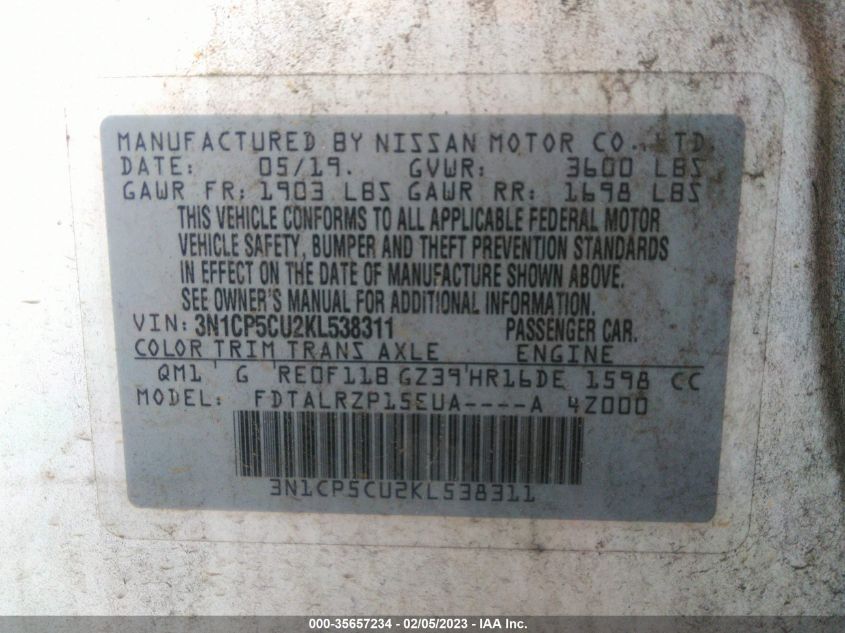 MANUFACTURED BY NISSAN MOTOR CO., LTD.
DATE: 05/19. GVWR: 3600 LBS
GAWR FR: 1903 LBS GAWR RR: 1698 LBS
THIS VEHICLE CONFORMS TO ALL APPLICABLE FEDERAL MOTOR
VEHICLE SAFETY, BUMPER AND THEFT PREVENTION STANDARDS
IN EFFECT ON THE DATE OF MANUFACTURE SHOWN ABOVE.
SEE OWNER'S MANUAL FOR ADDITIONAL INFORMATION.
VIN: 3N1CP5CU2KL538311 PASSENGER CAR.
COLOR TRIM TRANS AXLE ENGINE
QM1 G RE0F11B GZ39 HR16DE 1598 CC
MODEL: FDTALRZP15EUA----A 4Z000
3N1CP5CU2KL538311
000-35657234 - 02/05/2023 - IAA Inc.